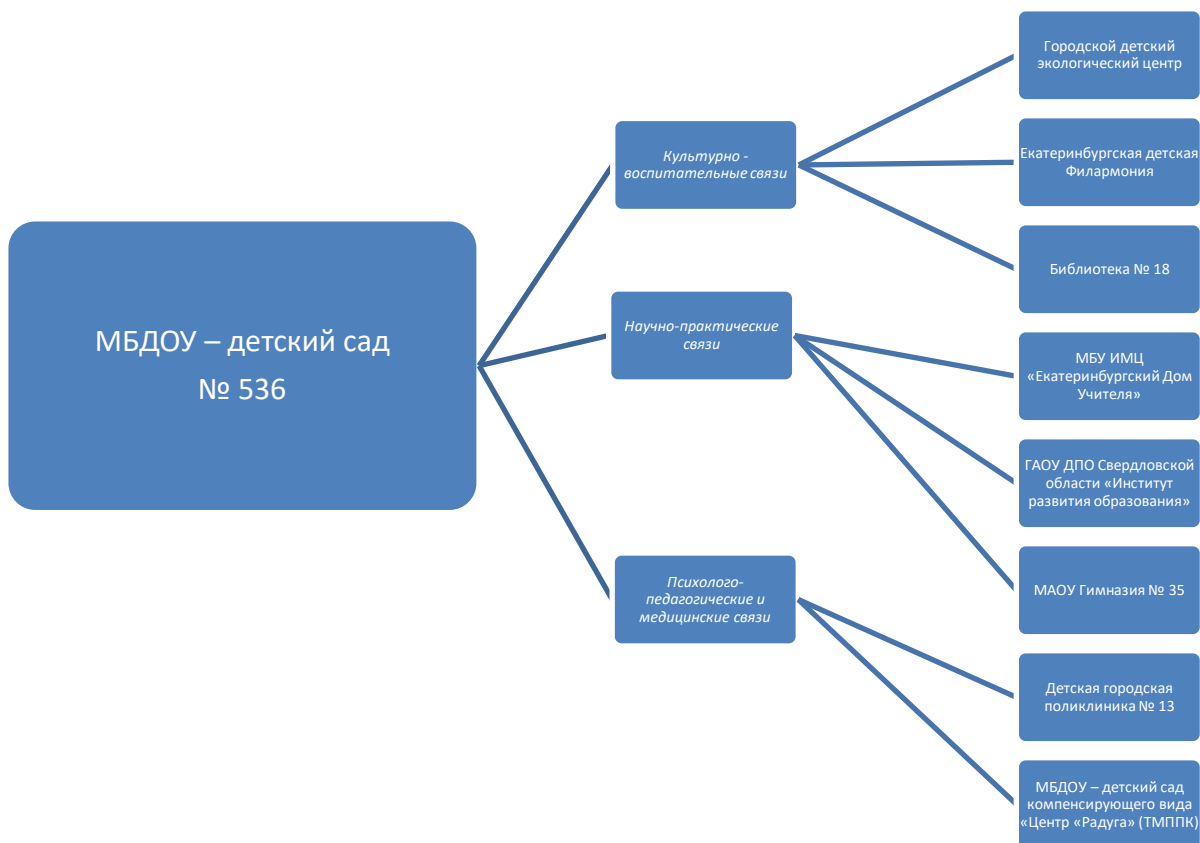 МБДОУ – детский сад
№ 536
Культурно -
воспитательные связи
Научно-практические
связи
Психолого-
педагогические и
медицинские связи
Городской детский
экологический центр
Екатеринбургская детская
Филармония
Библиотека № 18
МБУ ИМЦ
«Екатеринбургский Дом
Учителя»
ГАОУ ДПО Свердловской
области «Институт
развития образования»
МАОУ Гимназия № 35
Детская городская
поликлиника № 13
МБДОУ – детский сад
компенсирующего вида
«Центр «Радуга» (ТМППК)